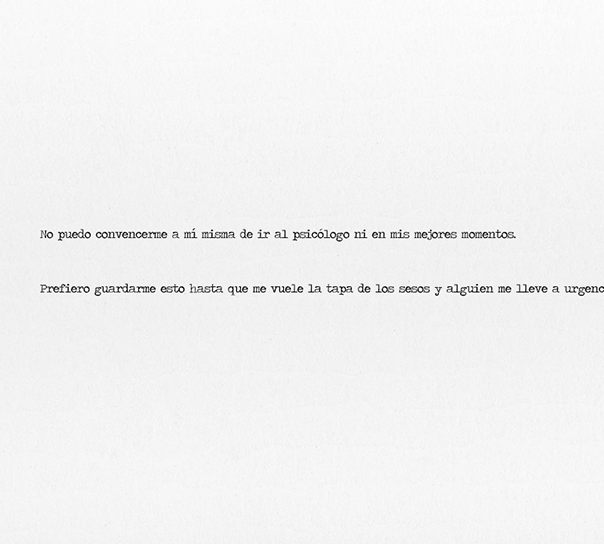 No puedo convencerme a mí misma de ir al psicólogo ni en mis mejores momentos.
Prefiero guardarme esto hasta que me vuele la tapa de los sesos y alguien me lleve a urgenc